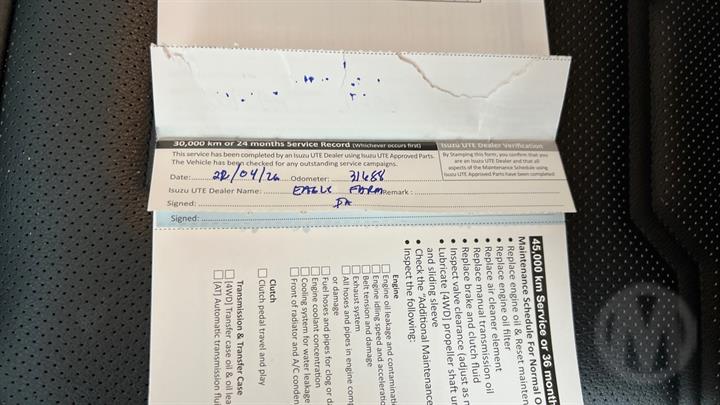 30,000 km or 24 months Service Record (Whichever occurs first)
This service has been completed by an Isuzu UTE Dealer using Isuzu UTE Approved Parts.
The Vehicle has been checked for any outstanding service campaigns.
Date: 22/04/26 Odometer: 31688
Isuzu UTE Dealer Name: EAGLE FARM Remark:
Signed:
Isuzu UTE Dealer Verification
By Stamping this form, you confirm that you
are an Isuzu UTE Dealer and that all
aspects of the Maintenance Schedule using
Isuzu UTE Approved Parts have been completed
Signed:
45,000 km Service or 36 month
Maintenance Schedule For Normal O
• Replace engine oil & Reset mainten
• Replace engine oil filter
• Replace air cleaner element
• Replace manual transmission oil
• Replace brake and clutch fluid
• Inspect valve clearance (adjust as n
• Lubricate [4WD] propeller shaft u
and sliding sleeve
• Check the "Additional Maintenance
• Inspect the following:
Engine
Engine oil leakage and contaminati
Engine idling speed and acceleratio
Belt tension and damage
Exhaust system
All hoses and pipes in engine comp
Fuel hoses and pipes for clog or d
or damage
Engine coolant concentration
Cooling system for water leakage
Front of radiator and A/C conden
Clutch
Clutch pedal travel and play
Transmission & Transfer Case
[4WD] Transfer case oil & oil lea
[AT] Automatic transmission flui